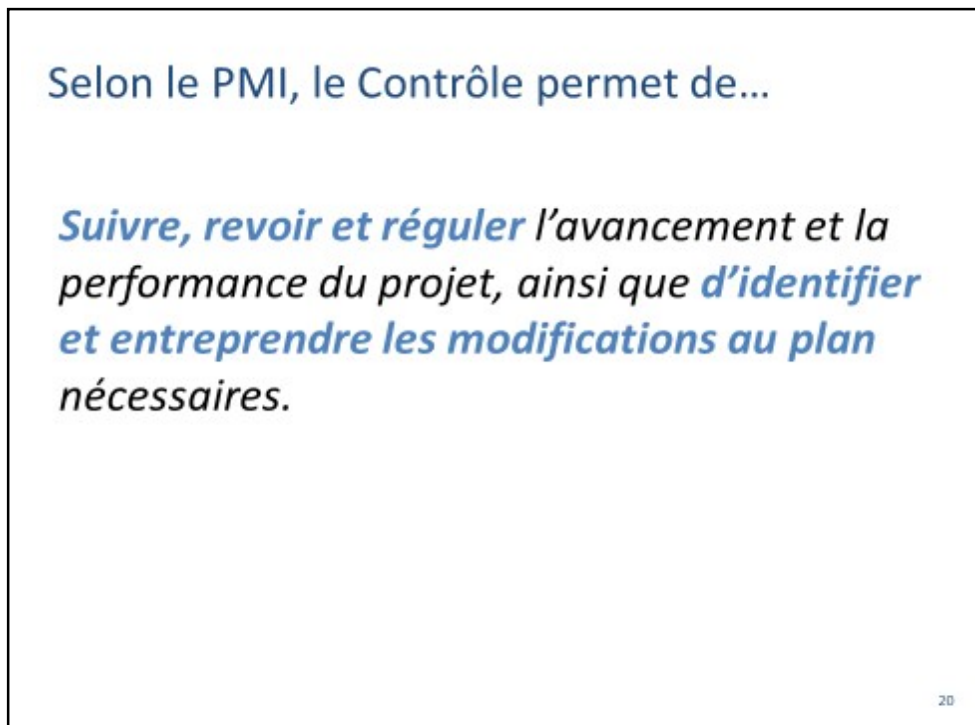 Selon le PMI, le Contrôle permet de…
Suivre, revoir et réguler l’avancement et la
performance du projet, ainsi que d’identifier
et entreprendre les modifications au plan
nécessaires.
20